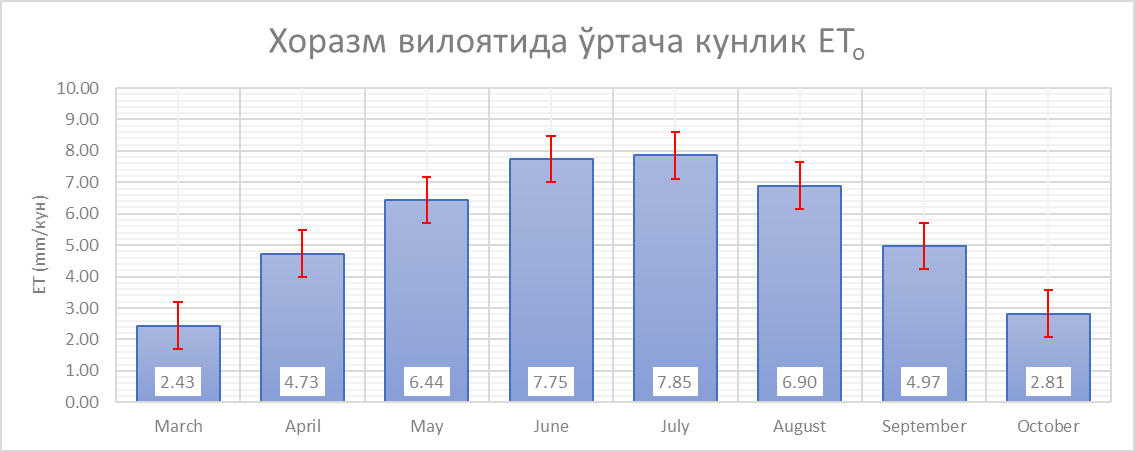 Хоразм вилоятида ўртача кунлик ETo
ET (mm/кун)
10.00
9.00
8.00
7.00
6.00
5.00
4.00
3.00
2.00
1.00
0.00
2.43 4.73 6.44 7.75 7.85 6.90 4.97 2.81
March April May June July August September October